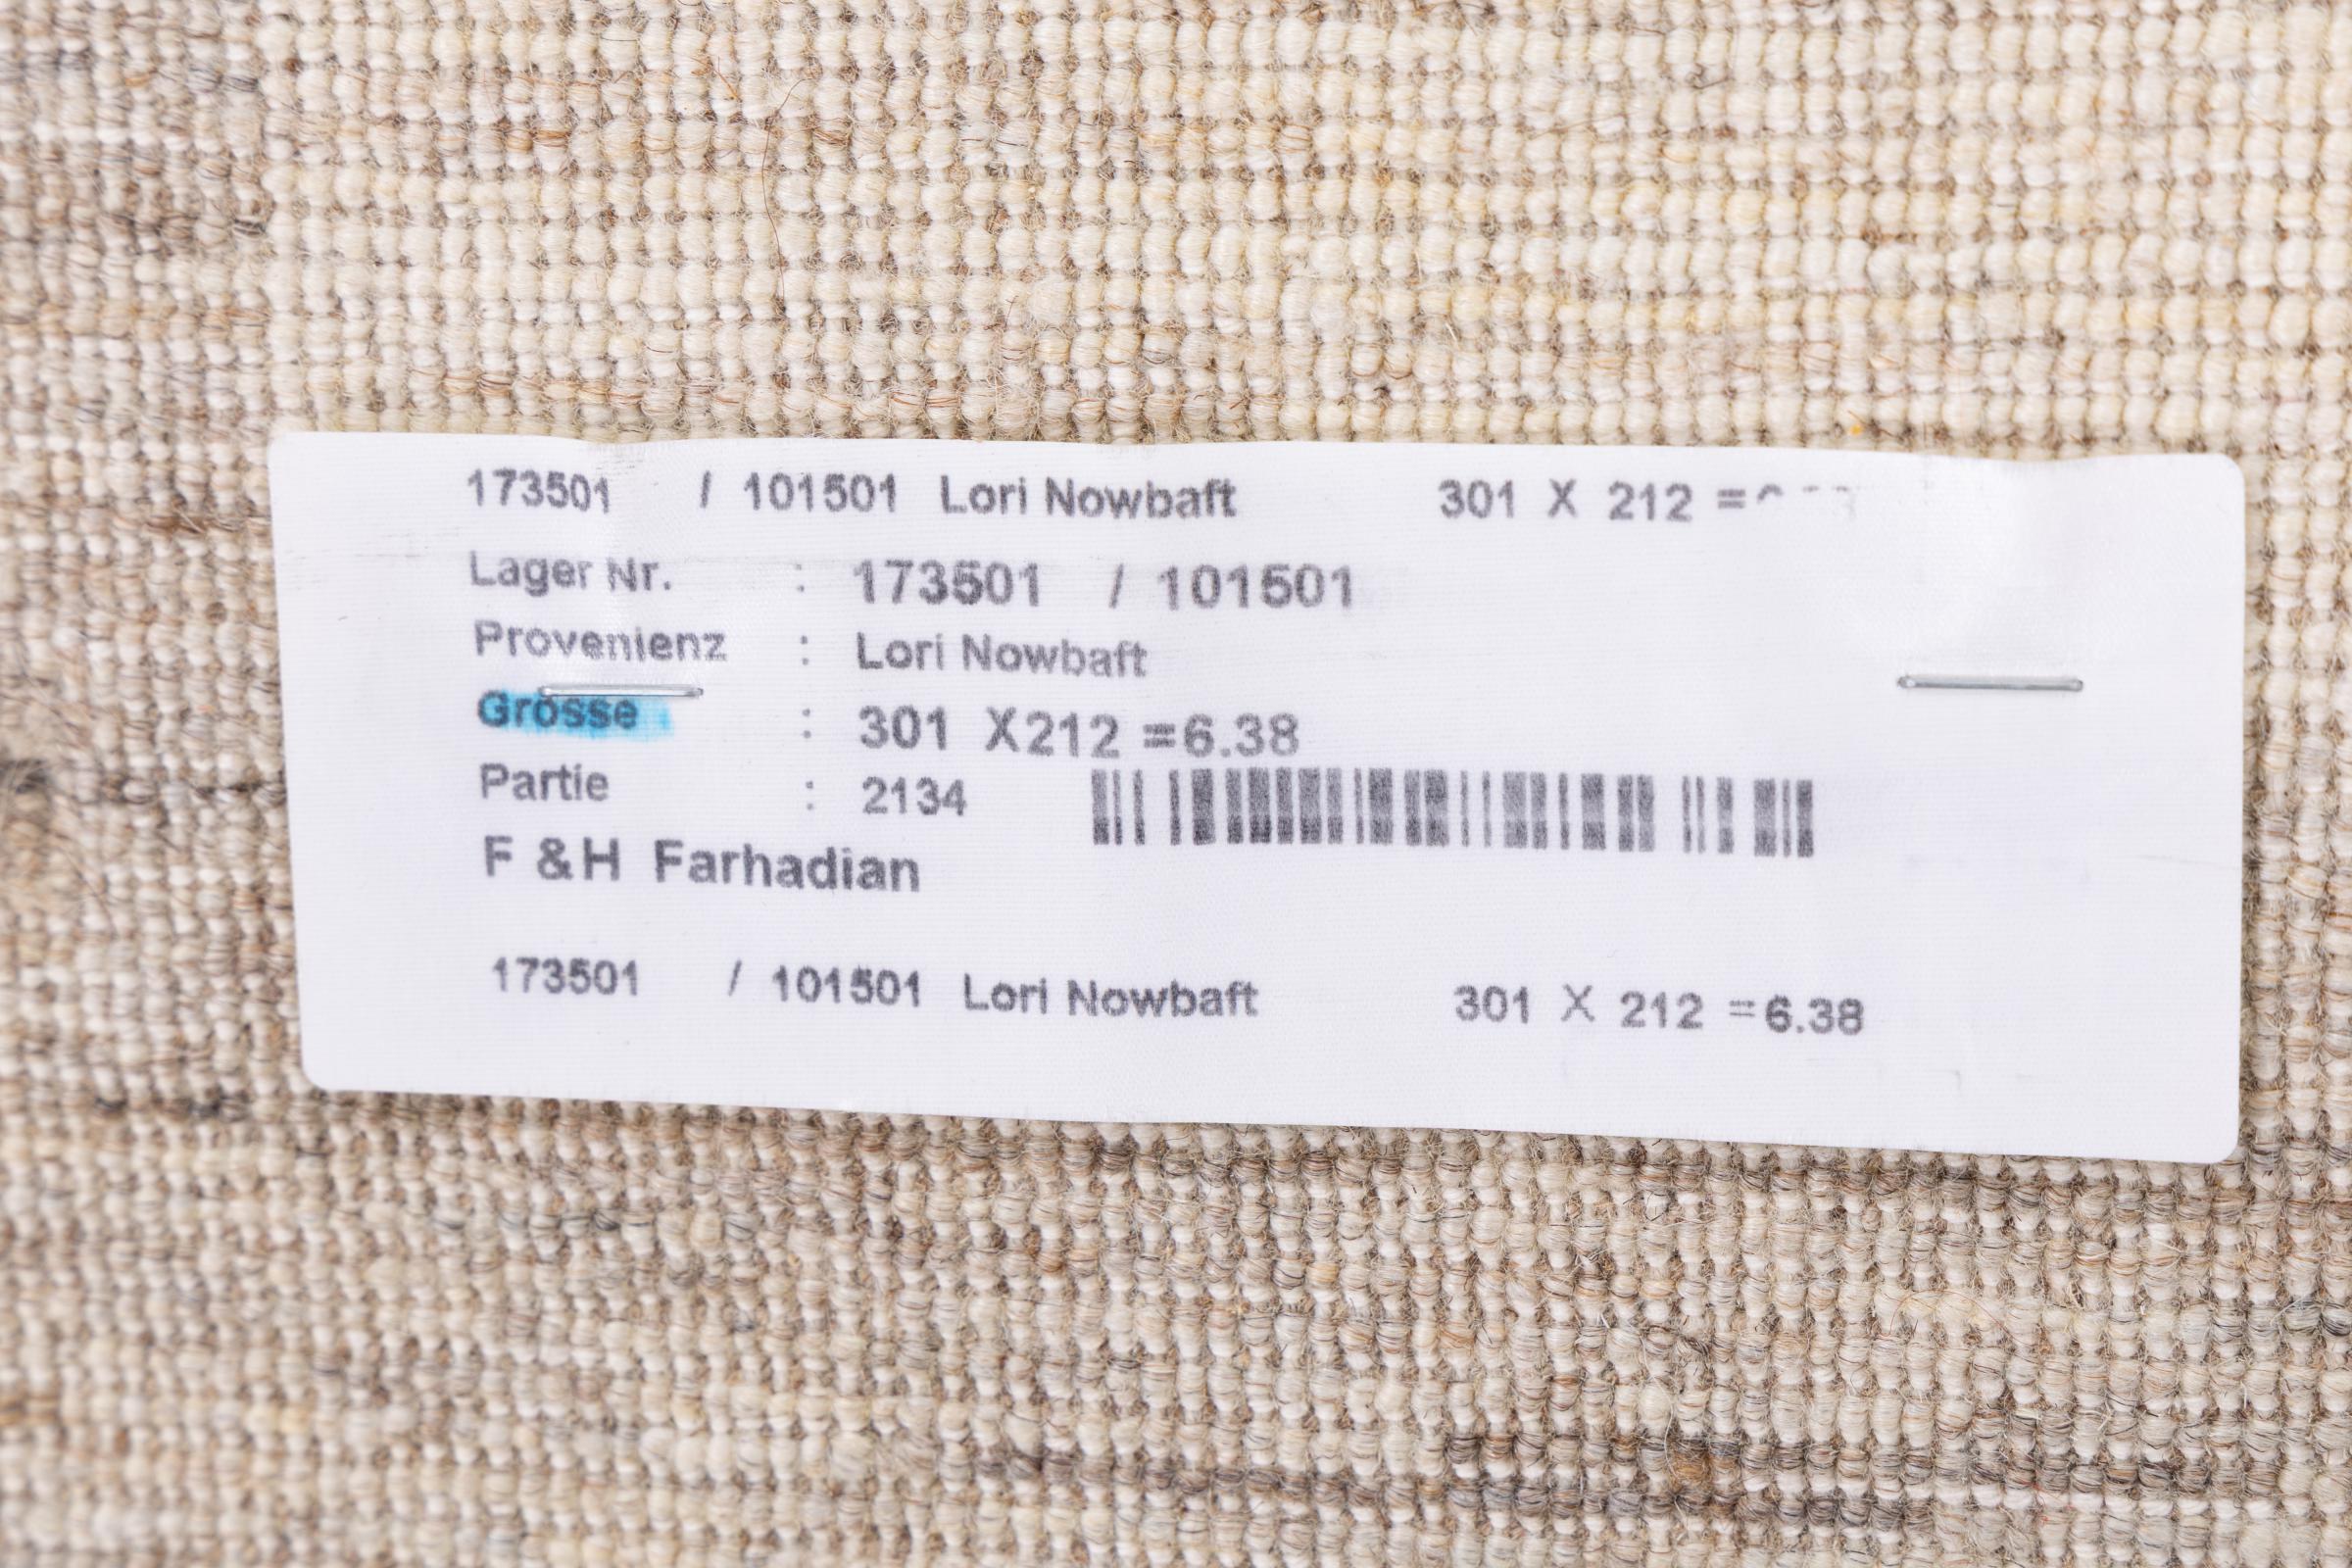 173501 / 101501 Lori Nowbaft 301 X 212 =
Lager Nr. : 173501 / 101501
Provenienz : Lori Nowbaft
Grösse : 301 X212 =6.38
Partie : 2134
F & H Farhadian
173501 / 101501 Lori Nowbaft 301 X 212 =6.38